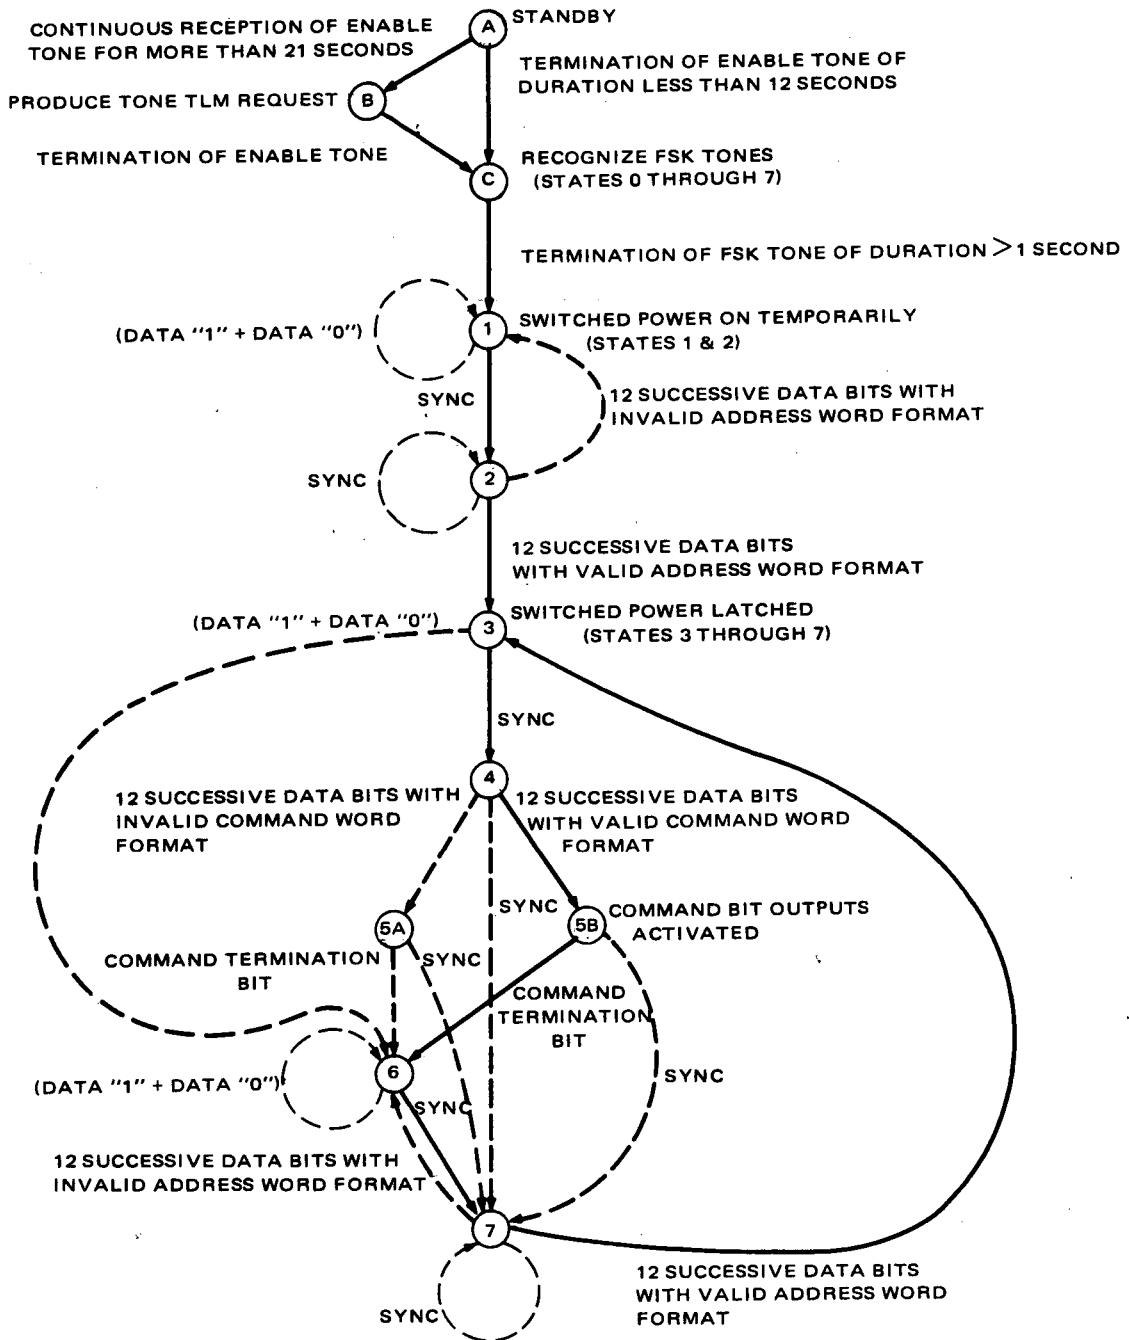 A
STANDBY
CONTINUOUS RECEPTION OF ENABLE
TONE FOR MORE THAN 21 SECONDS
TERMINATION OF ENABLE TONE OF
DURATION LESS THAN 12 SECONDS
PRODUCE TONE TLM REQUEST
B
TERMINATION OF ENABLE TONE
C
RECOGNIZE FSK TONES
(STATES 0 THROUGH 7)
TERMINATION OF FSK TONE OF DURATION > 1 SECOND
(DATA "1" + DATA "0")
1
SWITCHED POWER ON TEMPORARILY
(STATES 1 & 2)
SYNC
12 SUCCESSIVE DATA BITS WITH
INVALID ADDRESS WORD FORMAT
SYNC
2
12 SUCCESSIVE DATA BITS
WITH VALID ADDRESS WORD FORMAT
(DATA "1" + DATA "0")
3
SWITCHED POWER LATCHED
(STATES 3 THROUGH 7)
SYNC
4
12 SUCCESSIVE DATA BITS WITH
INVALID COMMAND WORD
FORMAT
12 SUCCESSIVE DATA BITS
WITH VALID COMMAND WORD
FORMAT
SYNC
5A
5B
COMMAND BIT OUTPUTS
ACTIVATED
COMMAND TERMINATION
BIT
SYNC
COMMAND
TERMINATION
BIT
SYNC
(DATA "1" + DATA "0")
6
SYNC
12 SUCCESSIVE DATA BITS WITH
INVALID ADDRESS WORD FORMAT
7
SYNC
12 SUCCESSIVE DATA BITS
WITH VALID ADDRESS WORD
FORMAT